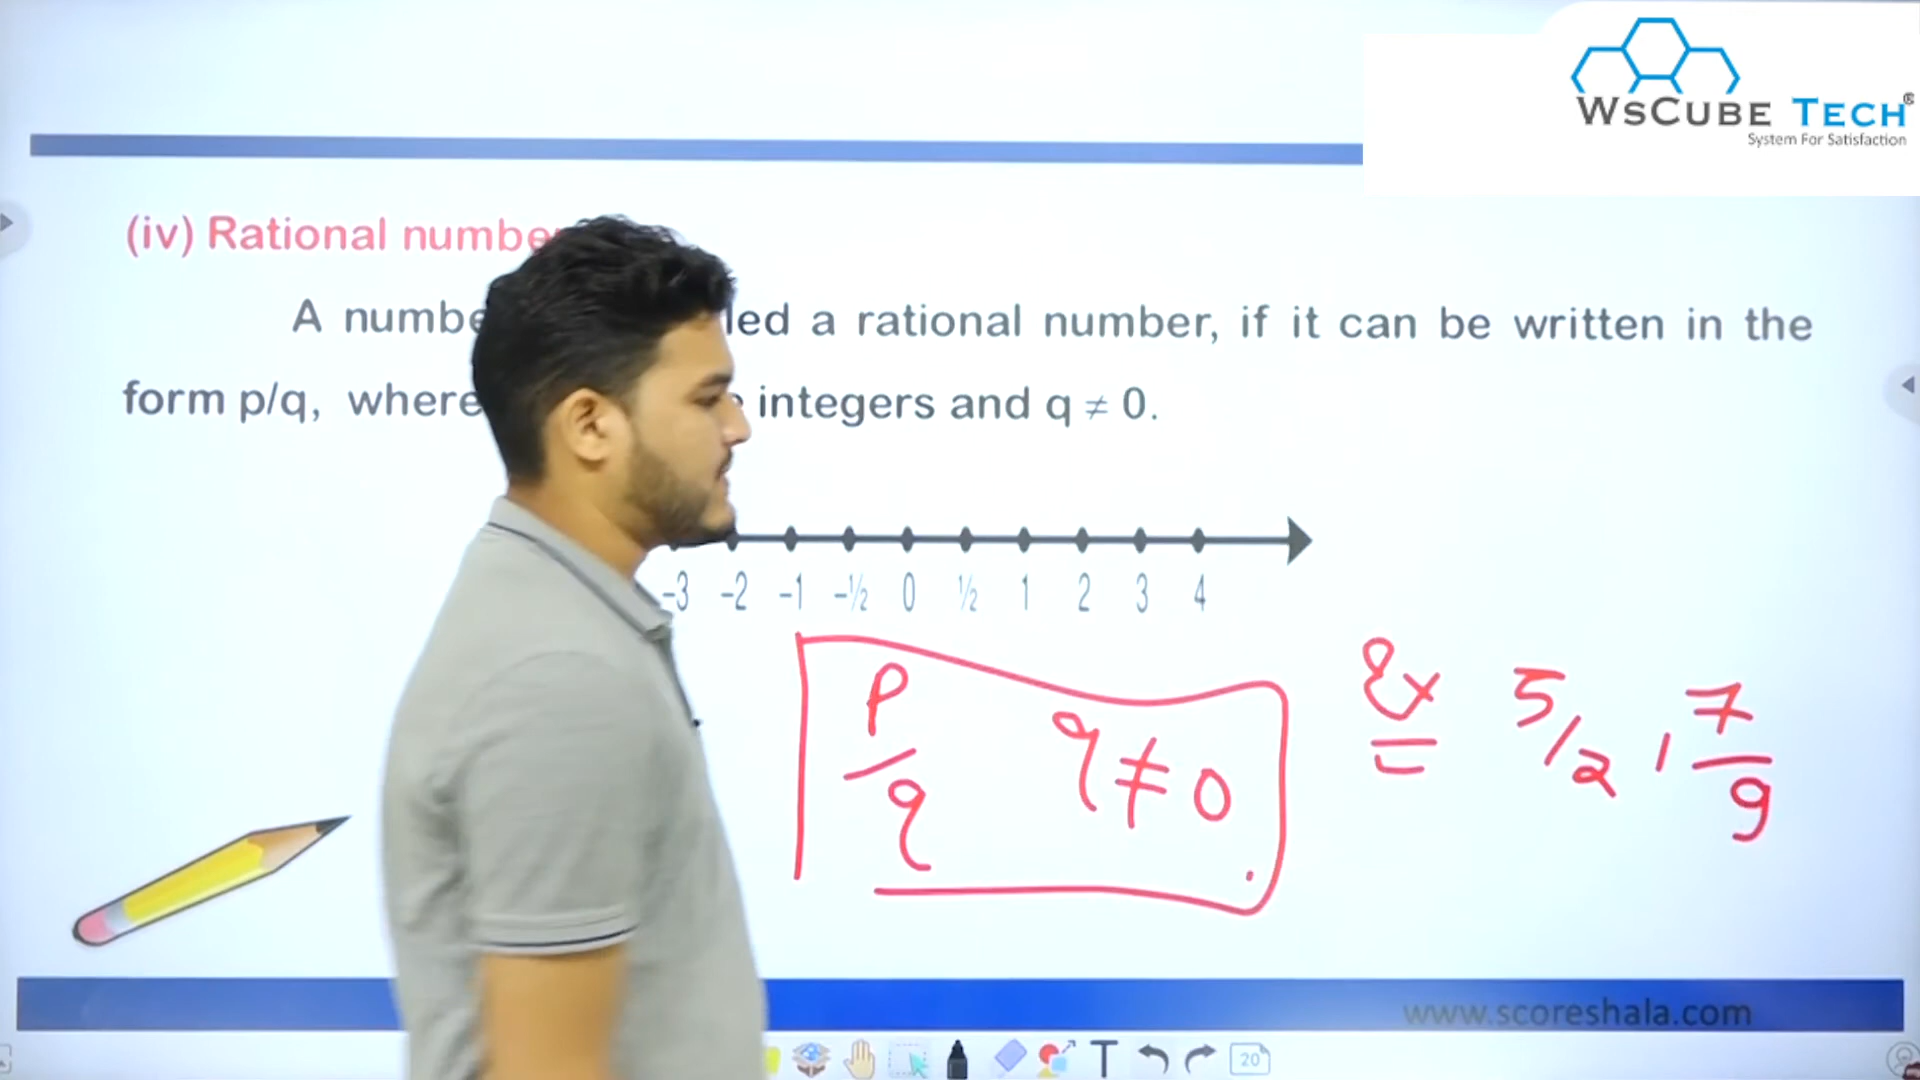 WSCUBE TECH®
System For Satisfaction
(iv) Rational numbe
A numbe led a rational number, if it can be written in the
form p/q, where integers and q ≠ 0.
-3 -2 -1 -½ 0 ½ 1 2 3 4
p/q q≠0
Ex 5/2, 7/9
www.scoreshala.com
T 20